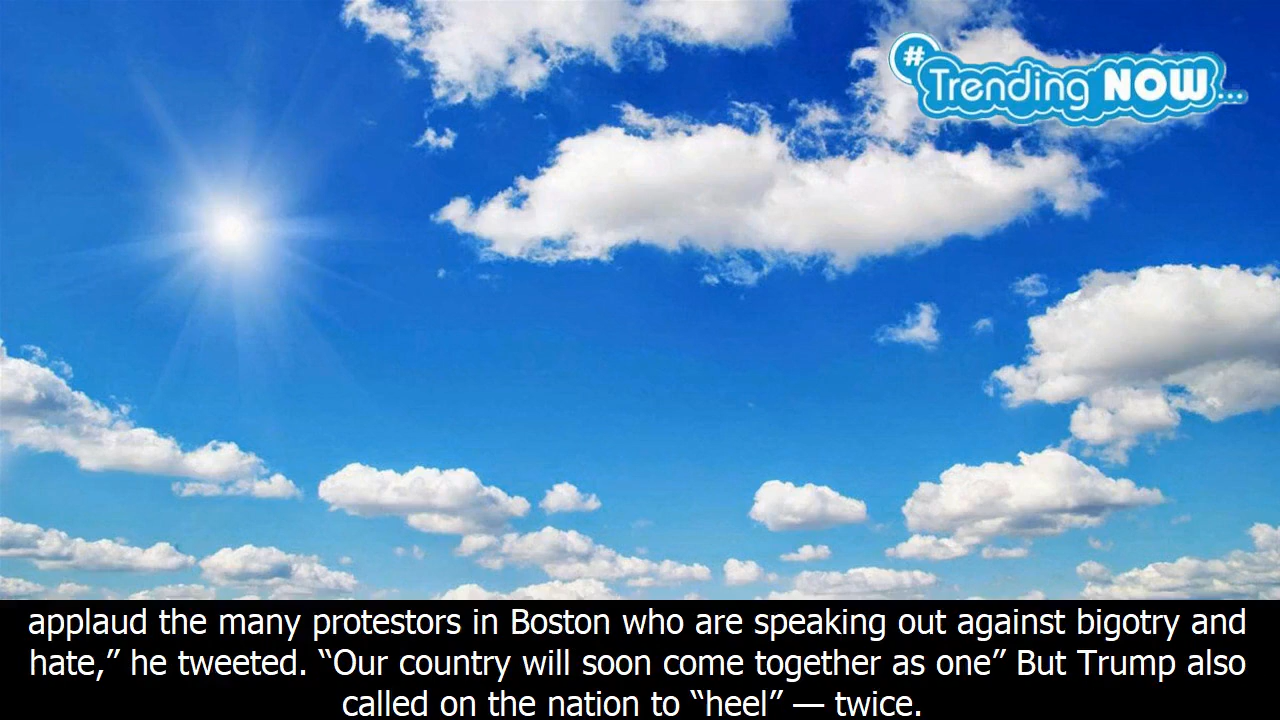 # Trending NOW...
applaud the many protestors in Boston who are speaking out against bigotry and
hate,” he tweeted. “Our country will soon come together as one” But Trump also
called on the nation to “heel” — twice.